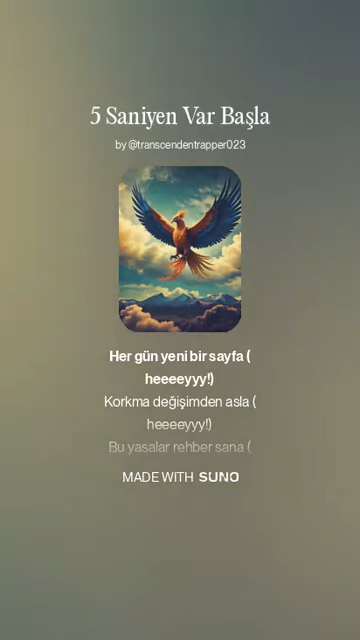 5 Saniyen Var Başla
by @transcendentrapper023
Her gün yeni bir sayfa (
heeeeyyy!)
Korkma değişimden asla (
heeeeyyy!)
Bu yasalar rehber sana (
MADE WITH SUNO